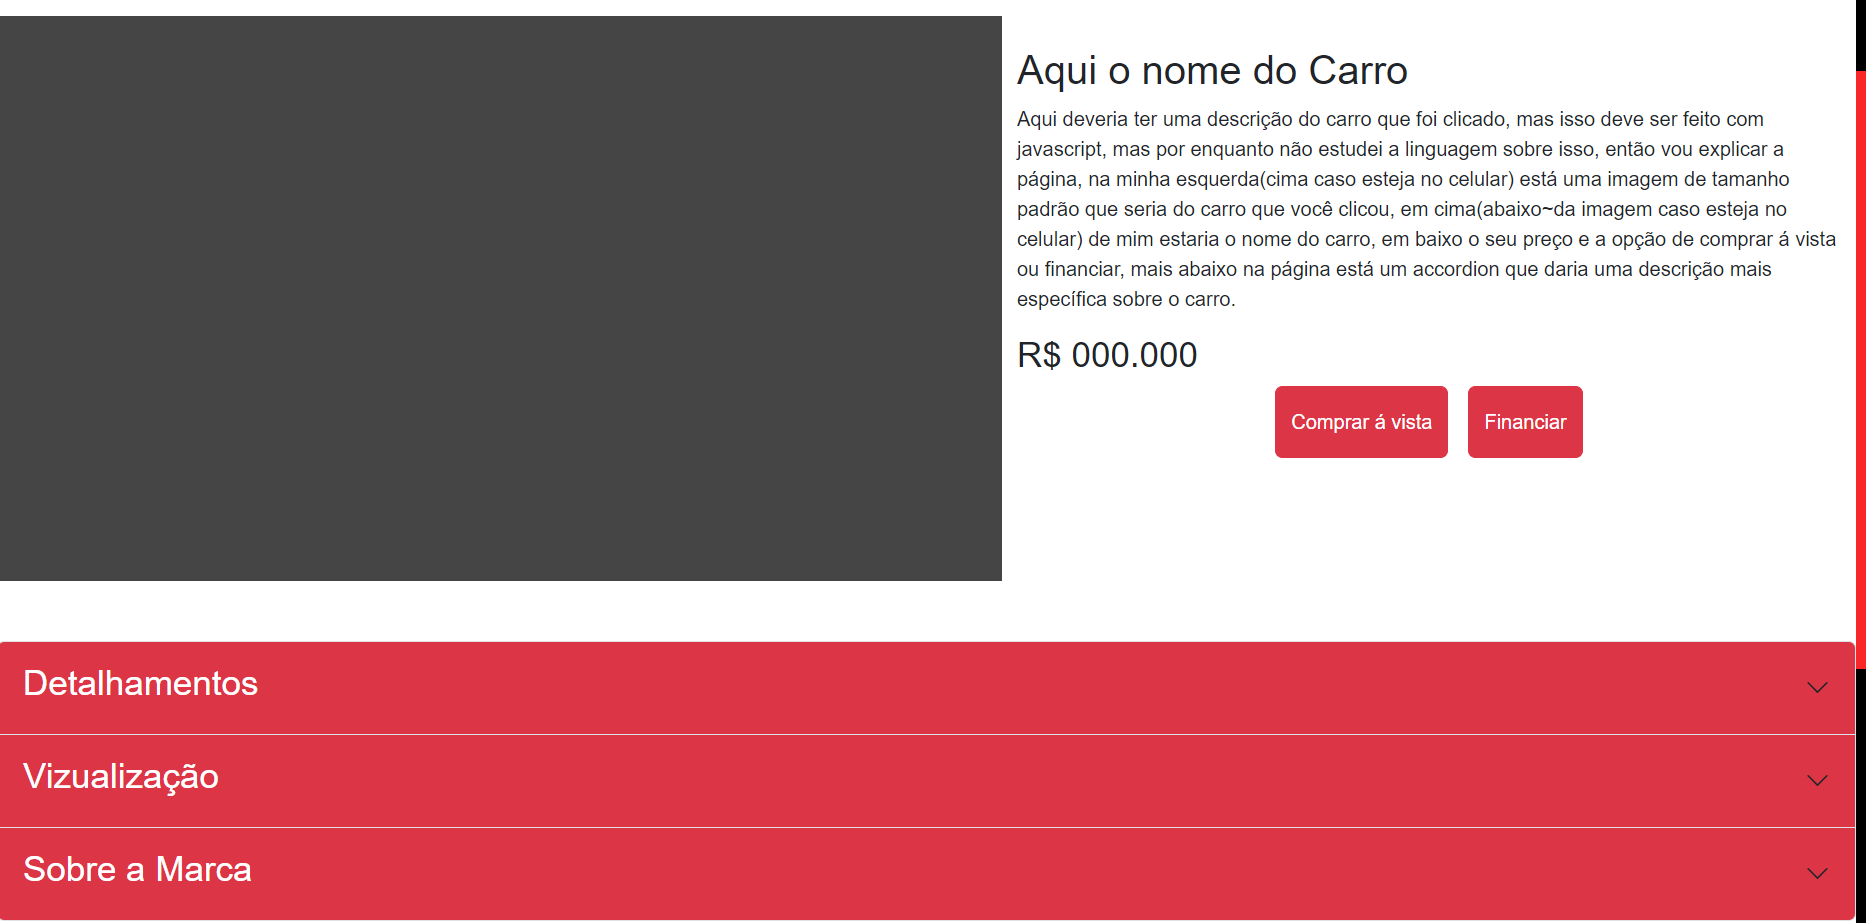 Aqui o nome do Carro
Aqui deveria ter uma descrição do carro que foi clicado, mas isso deve ser feito com
javascript, mas por enquanto não estudei a linguagem sobre isso, então vou explicar a
página, na minha esquerda(cima caso esteja no celular) está uma imagem de tamanho
padrão que seria do carro que você clicou, em cima(abaixo~da imagem caso esteja no
celular) de mim estaria o nome do carro, em baixo o seu preço e a opção de comprar á vista
ou financiar, mais abaixo na página está um accordion que daria uma descrição mais
específica sobre o carro.
R$ 000.000
Comprar á vista Financiar
Detalhamentos
Vizualização
Sobre a Marca